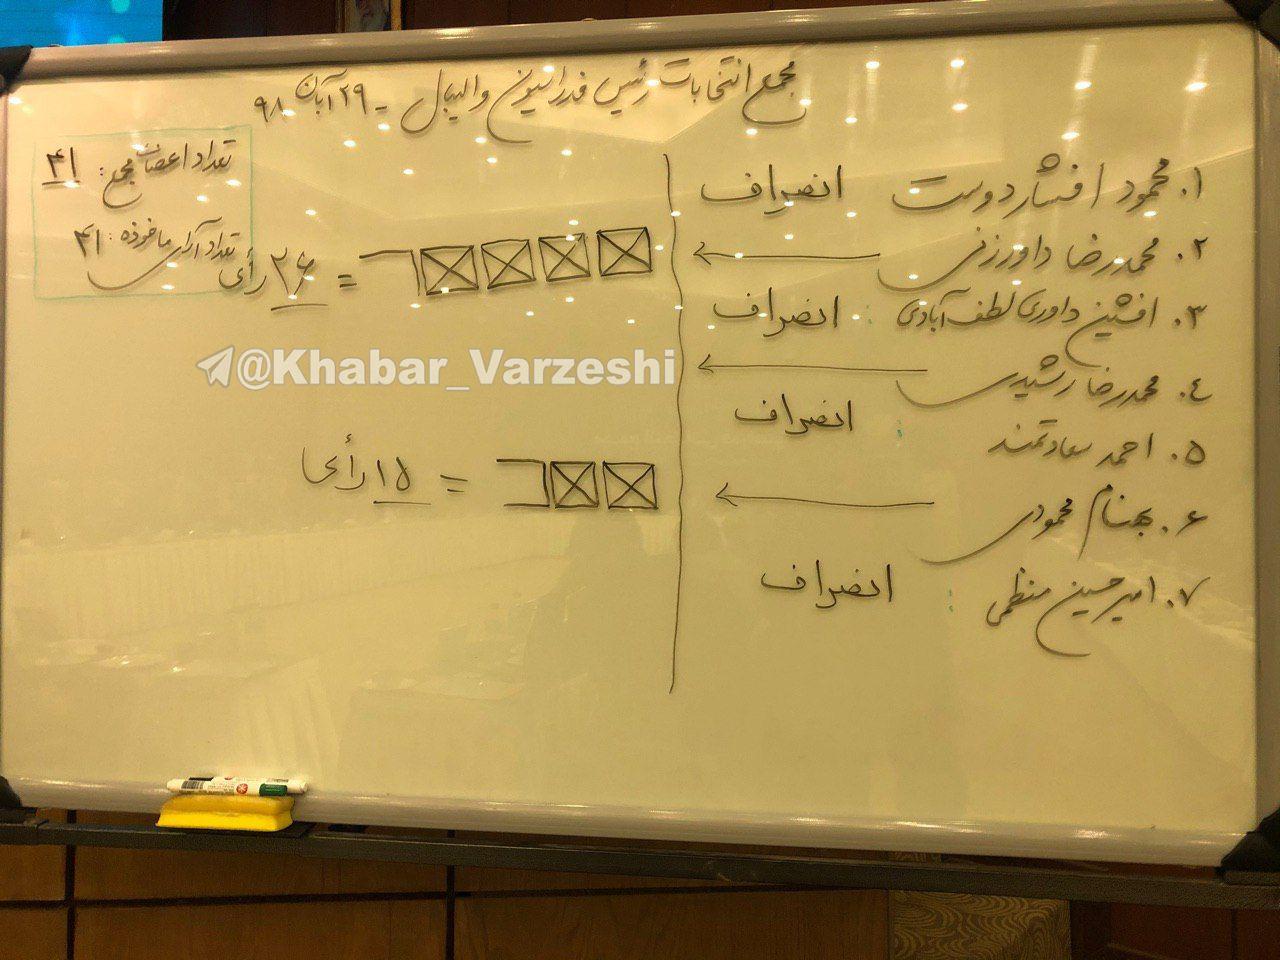 مجمع انتخابات رئیس فدراسیون والیبال - ۲۹ آبان ۹۸
تعداد اعضای مجمع: ۴۱
تعداد آرای ماخوذه: ۴۱
۱. محمود افشاردوست انصراف
۲. محمدرضا داورزنی = ۲۶ رأی
۳. افشین داوری لطف آبادی: انصراف
۴. محمدرضا رشیدی
۵. احمد سعادتمند: انصراف
۶. بهنام محمودی = ۱۵ رأی
۷. امیرحسین منظمی: انصراف
@Khabar_Varzeshi